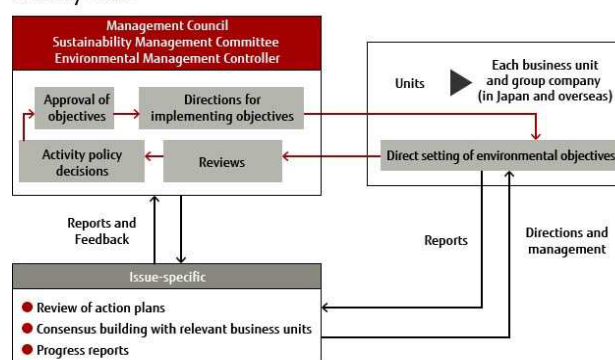 Management Council
Sustainability Management Committee
Environmental Management Controller
Approval of
objectives
Directions for
implementing objectives
Activity policy
decisions
Reviews
Units
Each business unit
and group company
(in Japan and overseas)
Direct setting of environmental objectives
Reports and
Feedback
Reports
Directions and
management
Issue-specific
Review of action plans
Consensus building with relevant business units
Progress reports